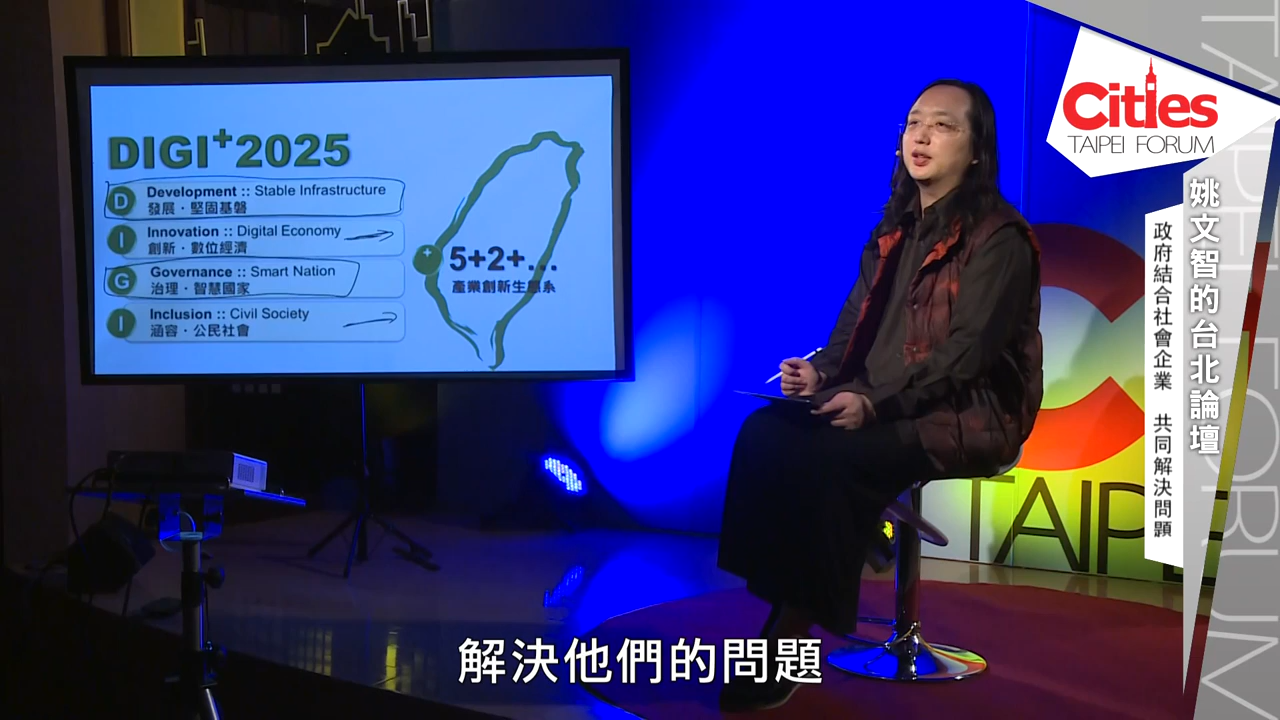 DIGI+2025
D Development :: Stable Infrastructure
發展・堅固基磐
I Innovation :: Digital Economy
創新・數位經濟
G Governance :: Smart Nation
治理・智慧國家
I Inclusion :: Civil Society
涵容・公民社會
+ 5+2+...
產業創新生態系
Cities
TAIPEI FORUM
姚文智的台北論壇
政府結合社會企業 共同解決問題
TAIPEI FORUM
C
TAIPE
解決他們的問題